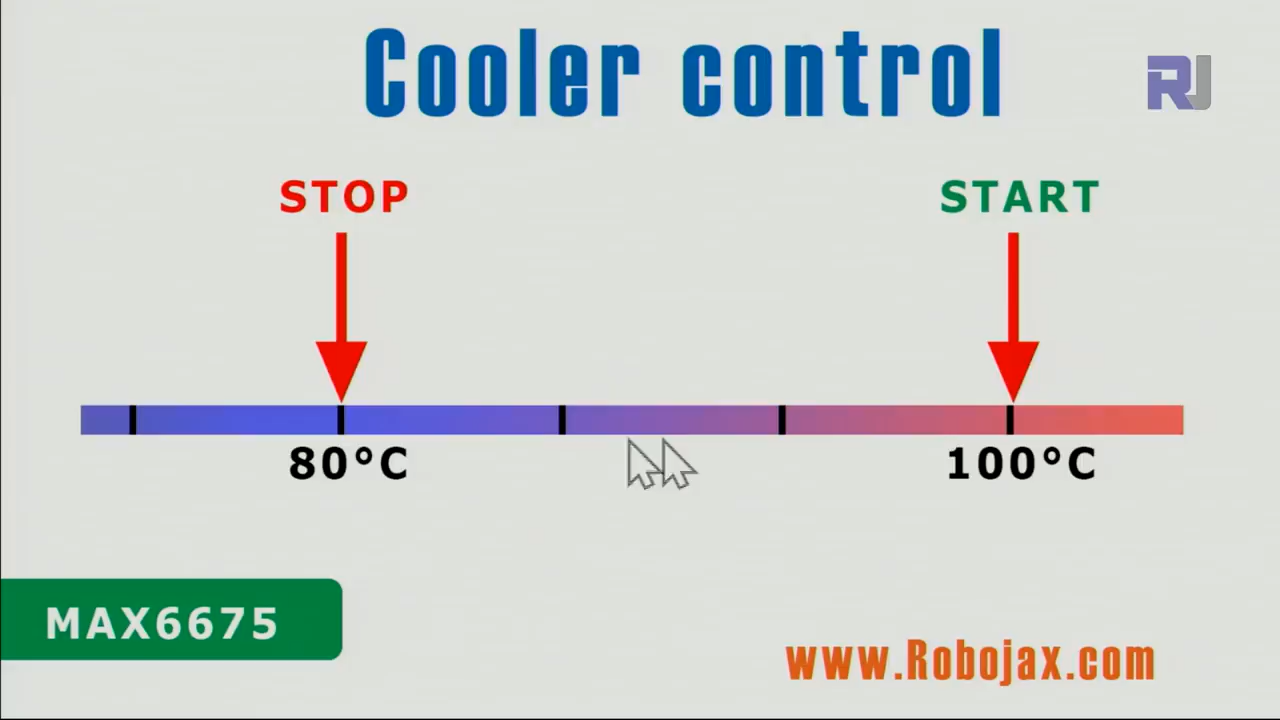 Cooler control
RJ
STOP
START
80°C
100°C
MAX6675
www.Robojax.com